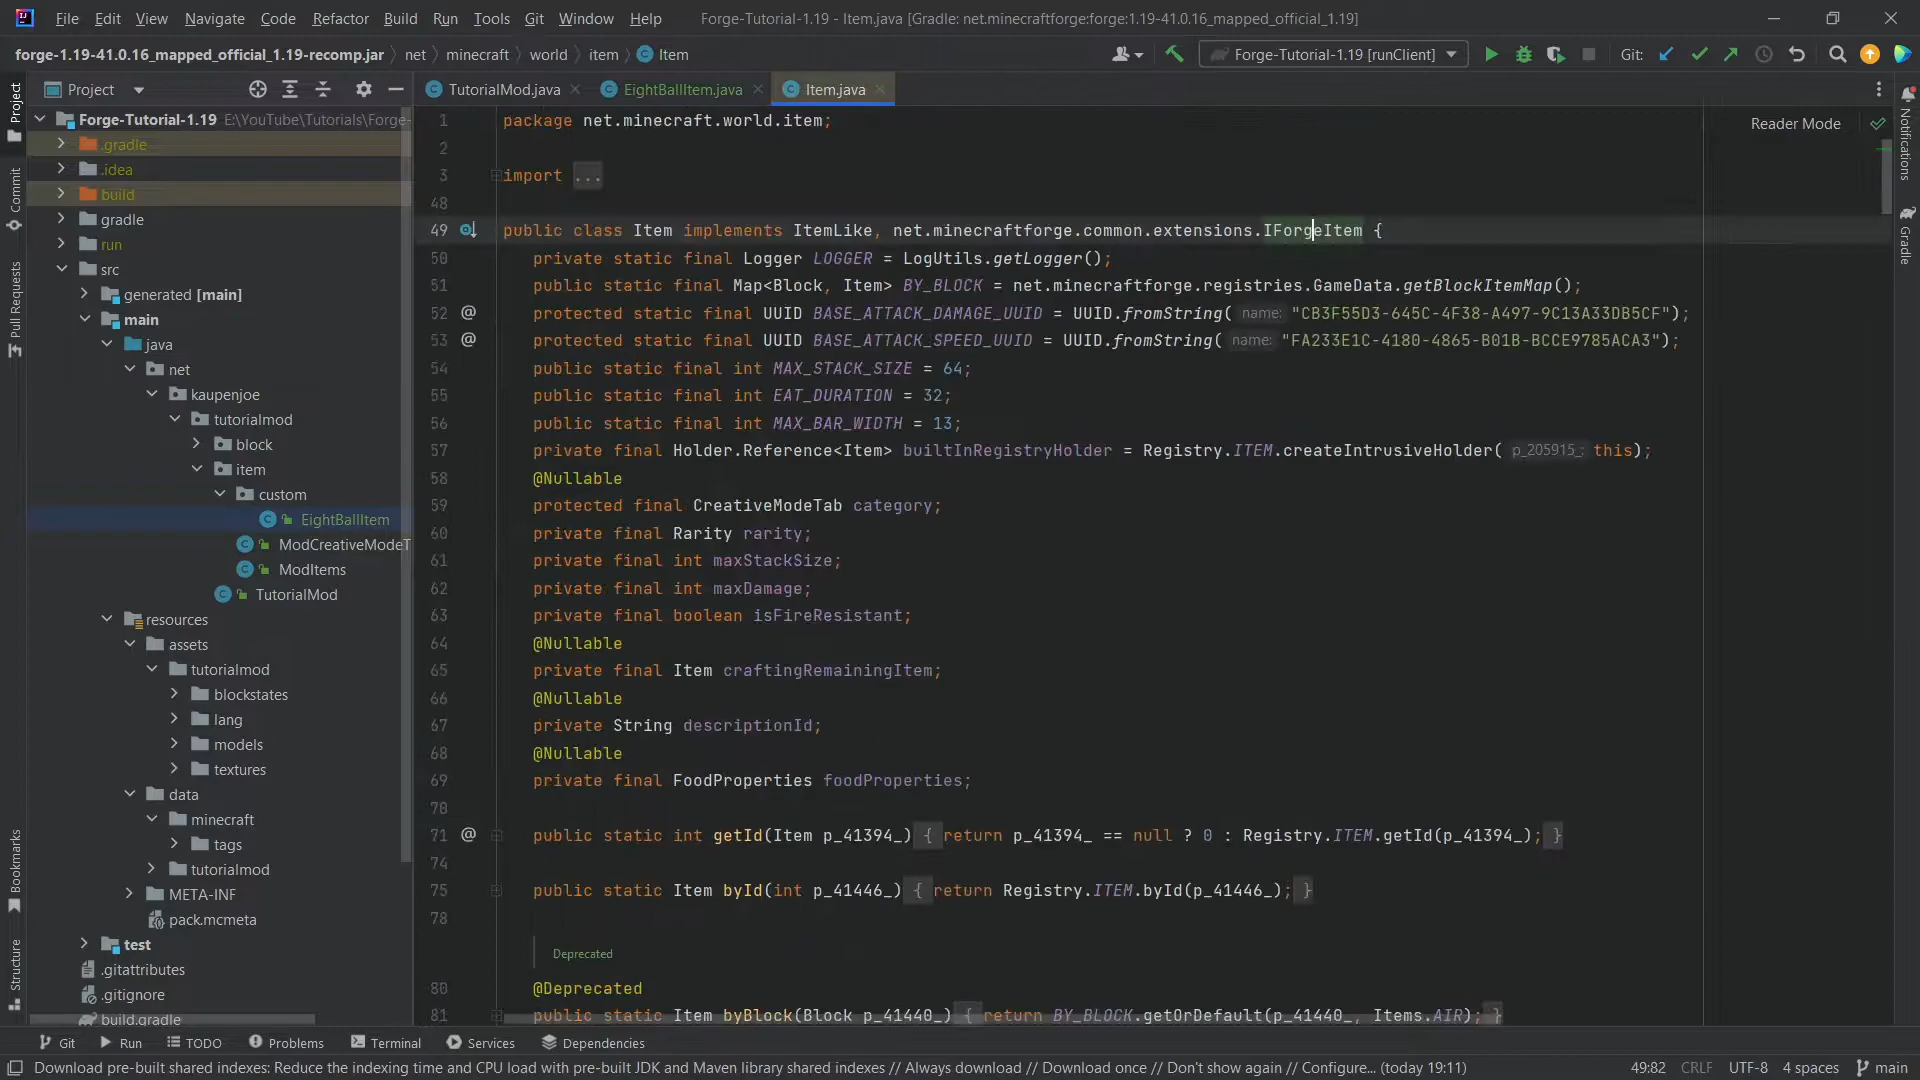 File Edit View Navigate Code Refactor Build Run Tools Git Window Help Forge-Tutorial-1.19 - Item.java [Gradle: net.minecraftforge:forge:1.19-41.0.16_mapped_official_1.19]
forge-1.19-41.0.16_mapped_official_1.19-recomp.jar net minecraft world item Item Forge-Tutorial-1.19 [runClient] Git:
Project TutorialMod.java EightBallItem.java Item.java
Reader Mode
Project
Commit
Pull Requests
Bookmarks
Structure
Notifications
Gradle
Forge-Tutorial-1.19 E:\YouTube\Tutorials\Forge-
.gradle
.idea
build
gradle
run
src
generated [main]
main
java
net
kaupenjoe
tutorialmod
block
item
custom
EightBallItem
ModCreativeModeT
ModItems
TutorialMod
resources
assets
tutorialmod
blockstates
lang
models
textures
data
minecraft
tags
tutorialmod
META-INF
pack.mcmeta
test
.gitattributes
.gitignore
build.gradle
1 package net.minecraft.world.item;
2
3 import ...
48
49 public class Item implements ItemLike, net.minecraftforge.common.extensions.IForgeItem {
50 private static final Logger LOGGER = LogUtils.getLogger();
51 public static final Map<Block, Item> BY_BLOCK = net.minecraftforge.registries.GameData.getBlockItemMap();
52 @ protected static final UUID BASE_ATTACK_DAMAGE_UUID = UUID.fromString( name: "CB3F55D3-645C-4F38-A497-9C13A33DB5CF");
53 @ protected static final UUID BASE_ATTACK_SPEED_UUID = UUID.fromString( name: "FA233E1C-4180-4865-B01B-BCCE9785ACA3");
54 public static final int MAX_STACK_SIZE = 64;
55 public static final int EAT_DURATION = 32;
56 public static final int MAX_BAR_WIDTH = 13;
57 private final Holder.Reference<Item> builtInRegistryHolder = Registry.ITEM.createIntrusiveHolder( p_205915_: this);
58 @Nullable
59 protected final CreativeModeTab category;
60 private final Rarity rarity;
61 private final int maxStackSize;
62 private final int maxDamage;
63 private final boolean isFireResistant;
64 @Nullable
65 private final Item craftingRemainingItem;
66 @Nullable
67 private String descriptionId;
68 @Nullable
69 private final FoodProperties foodProperties;
70
71 @ public static int getId(Item p_41394_) { return p_41394_ == null ? 0 : Registry.ITEM.getId(p_41394_); }
74
75 public static Item byId(int p_41446_) { return Registry.ITEM.byId(p_41446_); }
78
Deprecated
80 @Deprecated
81 public static Item byBlock(Block p_41440_) { return BY_BLOCK.getOrDefault(p_41440_, Items.AIR); }
Git Run TODO Problems Terminal Services Dependencies
Download pre-built shared indexes: Reduce the indexing time and CPU load with pre-built JDK and Maven library shared indexes // Always download // Download once // Don't show again // Configure... (today 19:11) 49:82 CRLF UTF-8 4 spaces main